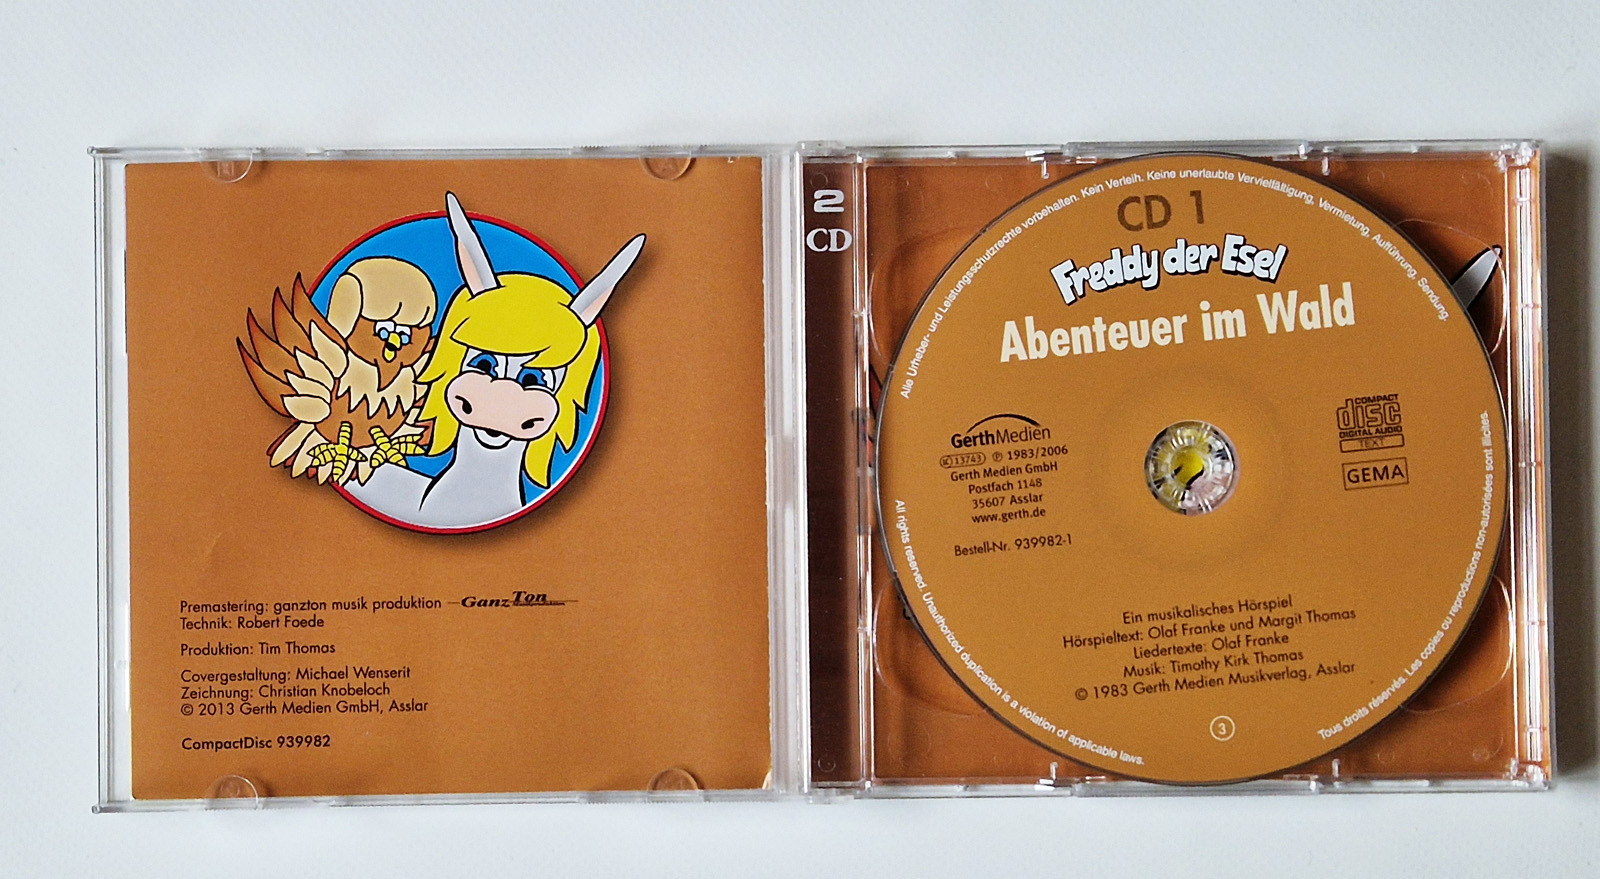 Premastering: ganzton musik produktion GanzTon
Technik: Robert Foede
Produktion: Tim Thomas
Covergestaltung: Michael Wenserit
Zeichnung: Christian Knobeloch
© 2013 Gerth Medien GmbH, Asslar
CompactDisc 939982
2
CD
Alle Urheber- und Leistungsschutzrechte vorbehalten. Kein Verleih. Keine unerlaubte Vervielfältigung, Vermietung, Aufführung, Sendung.
CD 1
Freddy der Esel
Abenteuer im Wald
GerthMedien
LC 13743 ℗ 1983/2006
Gerth Medien GmbH
Postfach 1148
35607 Asslar
www.gerth.de
Bestell-Nr. 939982-1
COMPACT
disc
DIGITAL AUDIO
TEXT
GEMA
Ein musikalisches Hörspiel
Hörspieltext: Olaf Franke und Margit Thomas
Liedertexte: Olaf Franke
Musik: Timothy Kirk Thomas
© 1983 Gerth Medien Musikverlag, Asslar
3
All rights reserved. Unauthorized duplication is a violation of applicable laws.
Tous droits réservés. Les copies ou reproductions non-autorisées sont illicites.